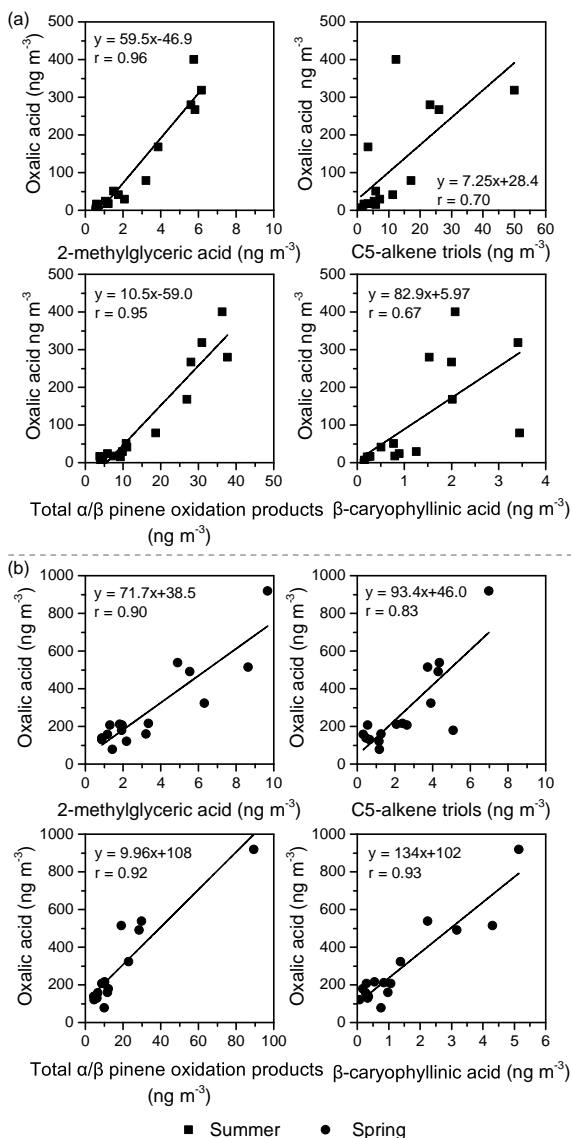 (a)
y = 59.5x-46.9
r = 0.96
Oxalic acid (ng m⁻³)
500
400
300
200
100
0
0 2 4 6 8 10
2-methylglyceric acid (ng m⁻³)
7.25x+28.4
r = 0.70
Oxalic acid ng m⁻³)
500
400
300
200
100
0
0 10 20 30 40 50 60
C5-alkene triols (ng m⁻³)
y = 10.5x-59.0
r = 0.95
Oxalic acid ng m⁻³)
500
400
300
200
100
0
0 10 20 30 40 50
Total α/β pinene oxidation products
(ng m⁻³)
y = 82.9x+5.97
r = 0.67
Oxalic acid ng m⁻³)
500
400
300
200
100
0
0 1 2 3 4
β-caryophyllinic acid (ng m⁻³)
(b)
y = 71.7x+38.5
r = 0.90
Oxalic acid (ng m⁻³)
1000
800
600
400
200
0
0 2 4 6 8 10
2-methylglyceric acid (ng m⁻³)
y = 93.4x+46.0
r = 0.83
Oxalic acid (ng m⁻³)
1000
800
600
400
200
0
0 2 4 6 8 10
C5-alkene triols (ng m⁻³)
y = 9.96x+108
r = 0.92
Oxalic acid (ng m⁻³)
1000
800
600
400
200
0
0 20 40 60 80 100
Total α/β pinene oxidation products
(ng m⁻³)
y = 134x+102
r = 0.93
Oxalic acid (ng m⁻³)
1000
800
600
400
200
0
0 1 2 3 4 5 6
β-caryophyllinic acid (ng m⁻³)
Summer
Spring